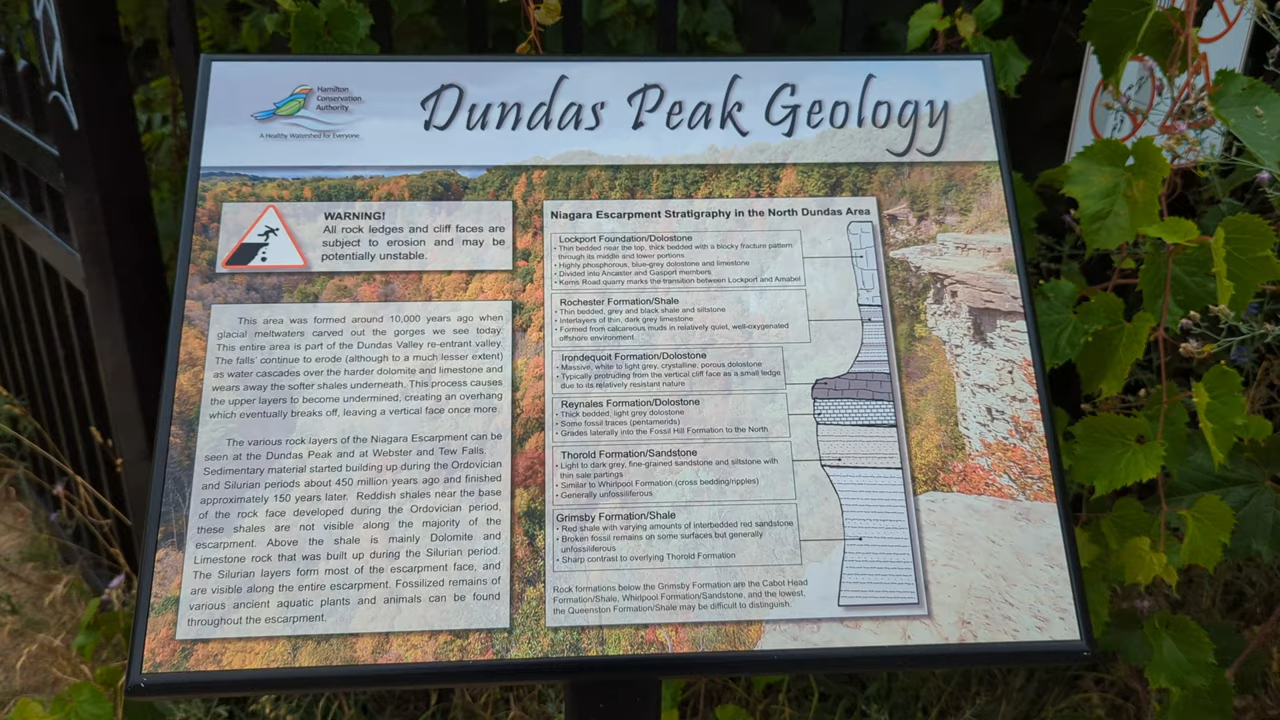 Hamilton
Conservation
Authority
A Healthy Watershed for Everyone
Dundas Peak Geology
WARNING!
All rock ledges and cliff faces are
subject to erosion and may be
potentially unstable.
This area was formed around 10,000 years ago when
glacial meltwaters carved out the gorges we see today.
This entire area is part of the Dundas Valley re-entrant valley.
The falls' continue to erode (although to a much lesser extent)
as water cascades over the harder dolomite and limestone and
wears away the softer shales underneath. This process causes
the upper layers to become undermined, creating an overhang
which eventually breaks off, leaving a vertical face once more.
The various rock layers of the Niagara Escarpment can be
seen at the Dundas Peak and at Webster and Tew Falls.
Sedimentary material started building up during the Ordovician
and Silurian periods about 450 million years ago and finished
approximately 150 years later. Reddish shales near the base
of the rock face developed during the Ordovician period,
these shales are not visible along the majority of the
escarpment. Above the shale is mainly Dolomite and
Limestone rock that was built up during the Silurian period.
The Silurian layers form most of the escarpment face, and
are visible along the entire escarpment. Fossilized remains of
various ancient aquatic plants and animals can be found
throughout the escarpment.
Niagara Escarpment Stratigraphy in the North Dundas Area
Lockport Foundation/Dolostone
• Thin bedded near the top, thick bedded with a blocky fracture pattern
through its middle and lower portions
• Highly phosphorous, blue-grey dolostone and limestone
• Divided into Ancaster and Gasport members
• Kerns Road quarry marks the transition between Lockport and Amabel
Rochester Formation/Shale
• Thin bedded, grey and black shale and siltstone
• Interlayers of thin, dark grey limestone
• Formed from calcareous muds in relatively quiet, well-oxygenated
offshore environment
Irondequoit Formation/Dolostone
• Massive, white to light grey, crystalline, porous dolostone
• Typically protruding from the vertical cliff face as a small ledge
due to its relatively resistant nature
Reynales Formation/Dolostone
• Thick bedded, light grey dolostone
• Some fossil traces (pentamerids)
• Grades laterally into the Fossil Hill Formation to the North
Thorold Formation/Sandstone
• Light to dark grey, fine-grained sandstone and siltstone with
thin sale partings
• Similar to Whirlpool Formation (cross bedding/ripples)
• Generally unfossiliferous
Grimsby Formation/Shale
• Red shale with varying amounts of interbedded red sandstone
• Broken fossil remains on some surfaces but generally
unfossiliferous
• Sharp contrast to overlying Thorold Formation
Rock formations below the Grimsby Formation are the Cabot Head
Formation/Shale, Whirlpool Formation/Sandstone, and the lowest,
the Queenston Formation/Shale may be difficult to distinguish.